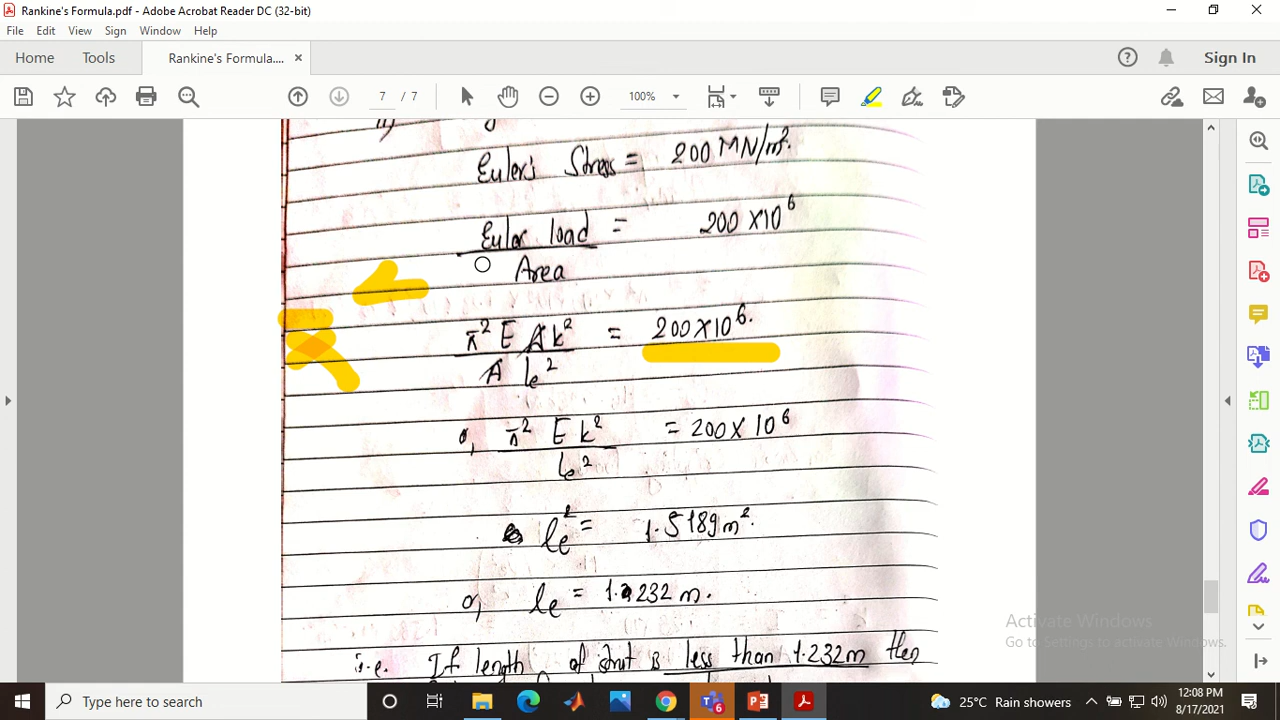 Rankine's Formula.pdf - Adobe Acrobat Reader DC (32-bit)
File Edit View Sign Window Help
Home Tools Rankine's Formula.... × Sign In
7 / 7 100%
Euler's Stress = 200 MN/m².
Euler load = 200 ×10⁶
Area
π² E A k² = 200×10⁶.
A le²
or, π² E k² = 200 × 10⁶
le²
le² = 1.5189 m².
or, le = 1.232 m.
i.e. If length of strut is less than 1.232m then
Activate Windows
Go to Settings to activate Windows.
Type here to search
6
25°C Rain showers
12:08 PM
8/17/2021